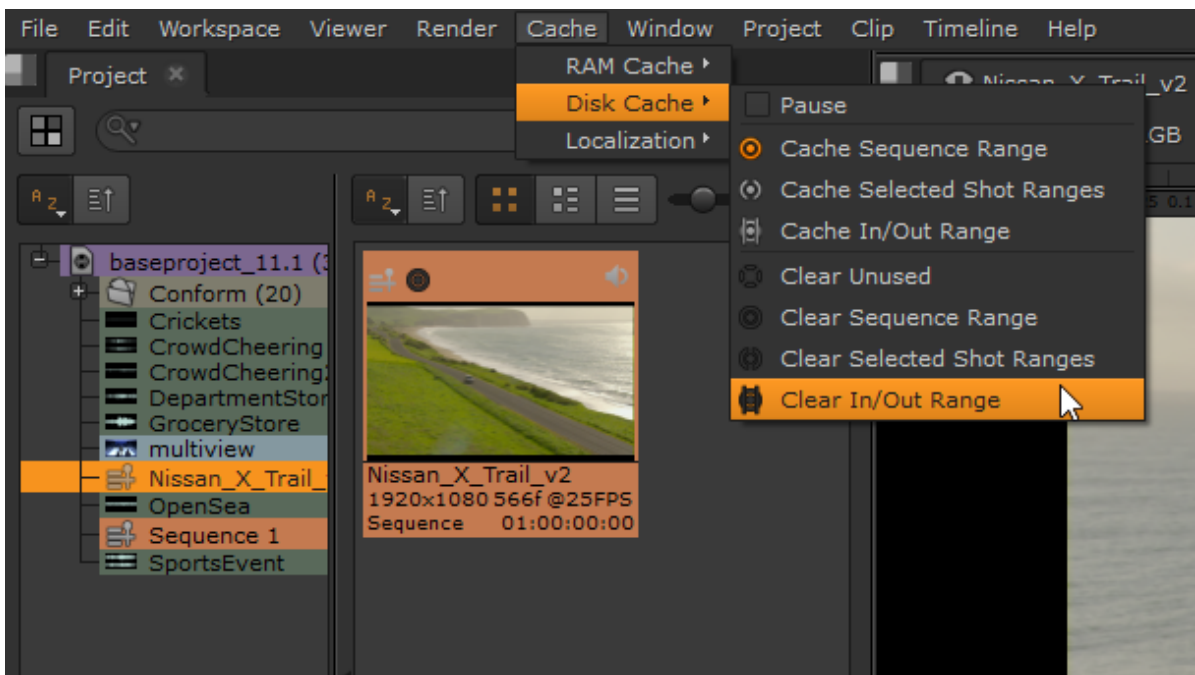 File Edit Workspace Viewer Render Cache Window Project Clip Timeline Help
Project
RAM Cache
Disk Cache
Localization
Pause
Cache Sequence Range
Cache Selected Shot Ranges
Cache In/Out Range
Clear Unused
Clear Sequence Range
Clear Selected Shot Ranges
Clear In/Out Range
Nissan_X_Trail_v2
GB
A Z
A Z
baseproject_11.1 (
Conform (20)
Crickets
CrowdCheering
CrowdCheering
DepartmentStor
GroceryStore
multiview
Nissan_X_Trail_
OpenSea
Sequence 1
SportsEvent
Nissan_X_Trail_v2
1920x1080 566f @25FPS
Sequence 01:00:00:00